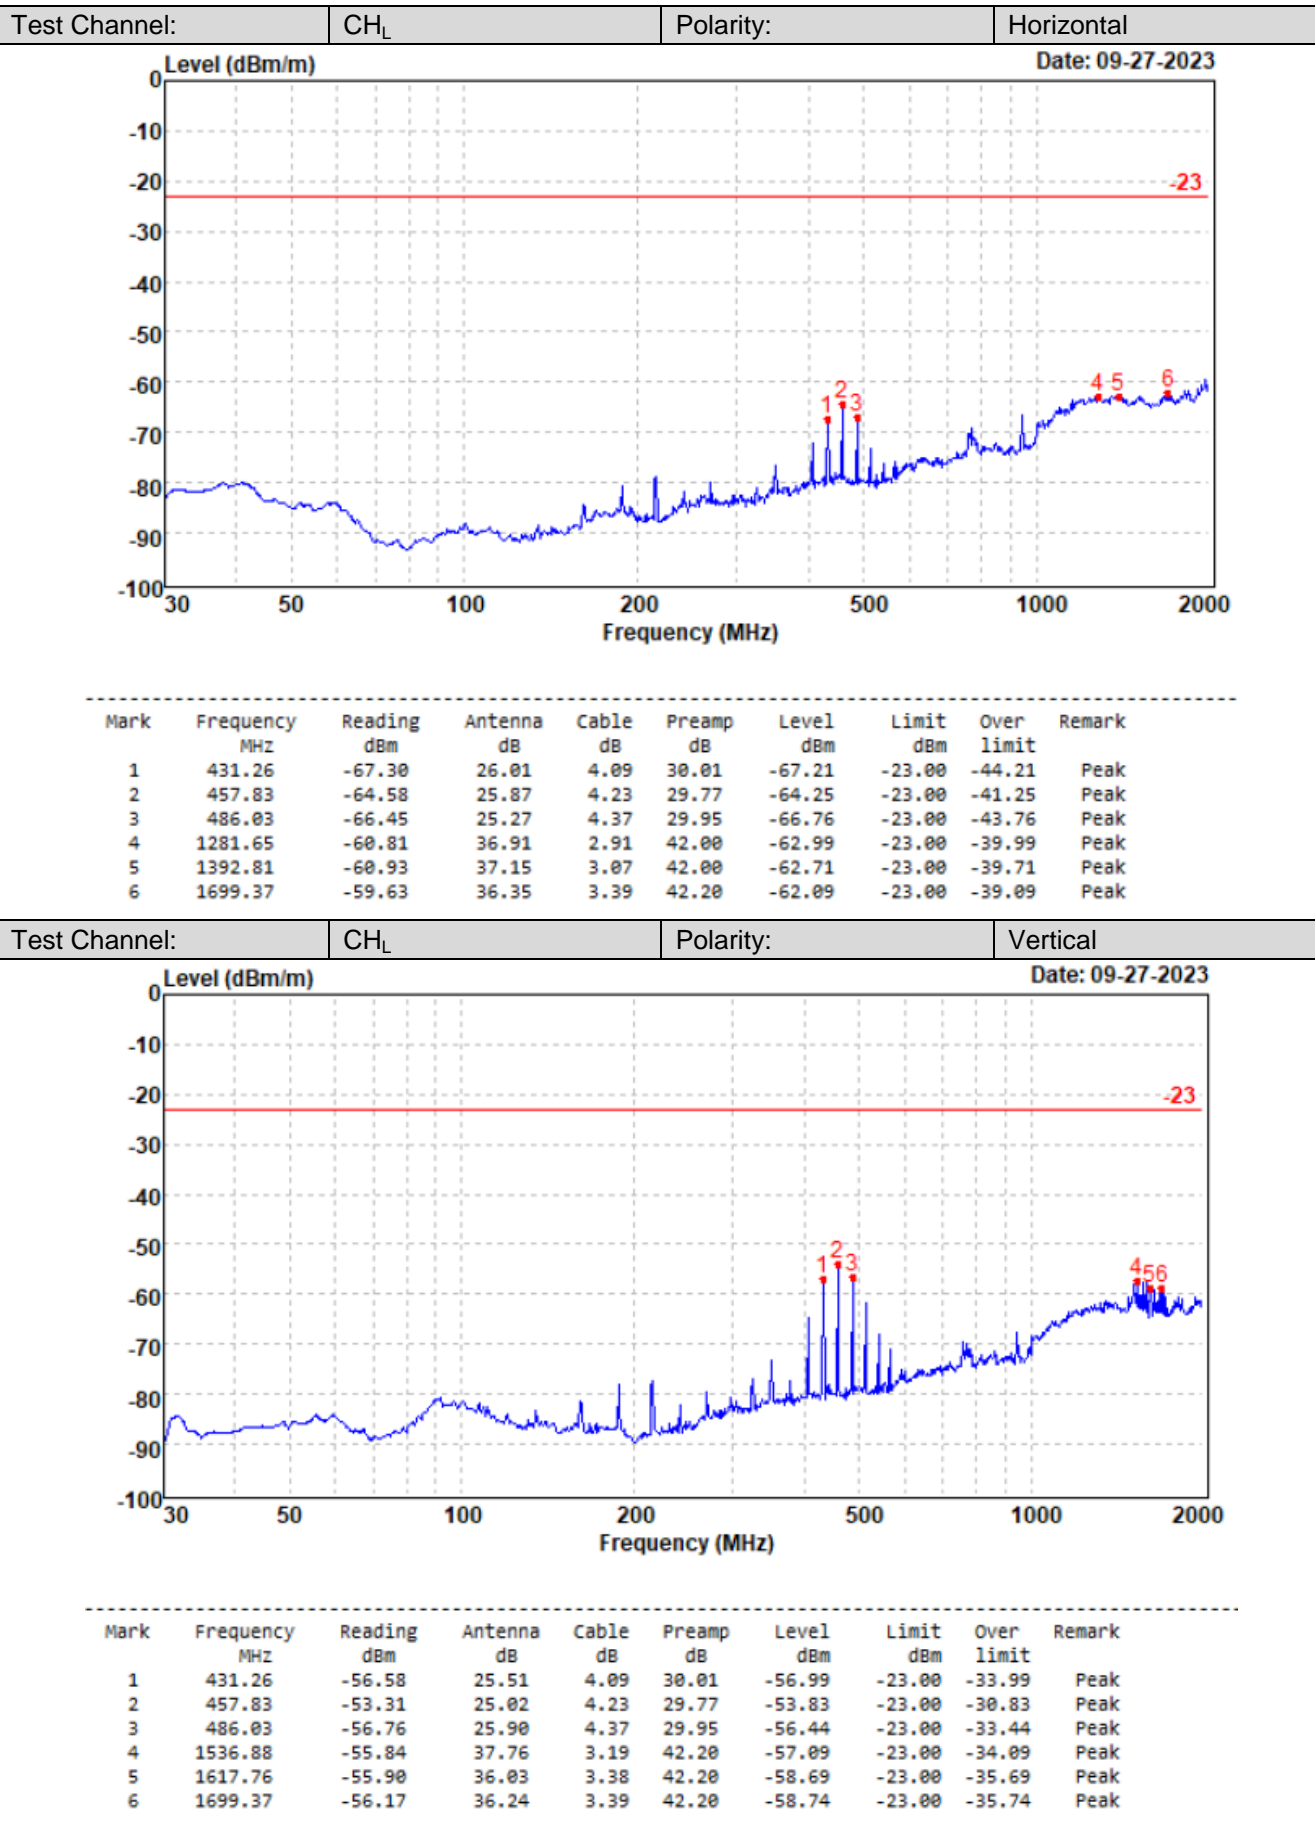 Test Channel: CHL Polarity: Horizontal
Level (dBm/m) Date: 09-27-2023
0
-10
-20
-23
-30
-40
-50
-60
-70
-80
-90
-100
1 2 3 4 5 6
30 50 100 200 500 1000 2000
Frequency (MHz)
Mark Frequency Reading Antenna Cable Preamp Level Limit Over Remark
MHz dBm dB dB dB dBm dBm limit
1 431.26 -67.30 26.01 4.09 30.01 -67.21 -23.00 -44.21 Peak
2 457.83 -64.58 25.87 4.23 29.77 -64.25 -23.00 -41.25 Peak
3 486.03 -66.45 25.27 4.37 29.95 -66.76 -23.00 -43.76 Peak
4 1281.65 -60.81 36.91 2.91 42.00 -62.99 -23.00 -39.99 Peak
5 1392.81 -60.93 37.15 3.07 42.00 -62.71 -23.00 -39.71 Peak
6 1699.37 -59.63 36.35 3.39 42.20 -62.09 -23.00 -39.09 Peak
Test Channel: CHL Polarity: Vertical
Level (dBm/m) Date: 09-27-2023
0
-10
-20
-23
-30
-40
-50
-60
-70
-80
-90
-100
1 2 3 4 5 6
30 50 100 200 500 1000 2000
Frequency (MHz)
Mark Frequency Reading Antenna Cable Preamp Level Limit Over Remark
MHz dBm dB dB dB dBm dBm limit
1 431.26 -56.58 25.51 4.09 30.01 -56.99 -23.00 -33.99 Peak
2 457.83 -53.31 25.02 4.23 29.77 -53.83 -23.00 -30.83 Peak
3 486.03 -56.76 25.90 4.37 29.95 -56.44 -23.00 -33.44 Peak
4 1536.88 -55.84 37.76 3.19 42.20 -57.09 -23.00 -34.09 Peak
5 1617.76 -55.90 36.03 3.38 42.20 -58.69 -23.00 -35.69 Peak
6 1699.37 -56.17 36.24 3.39 42.20 -58.74 -23.00 -35.74 Peak